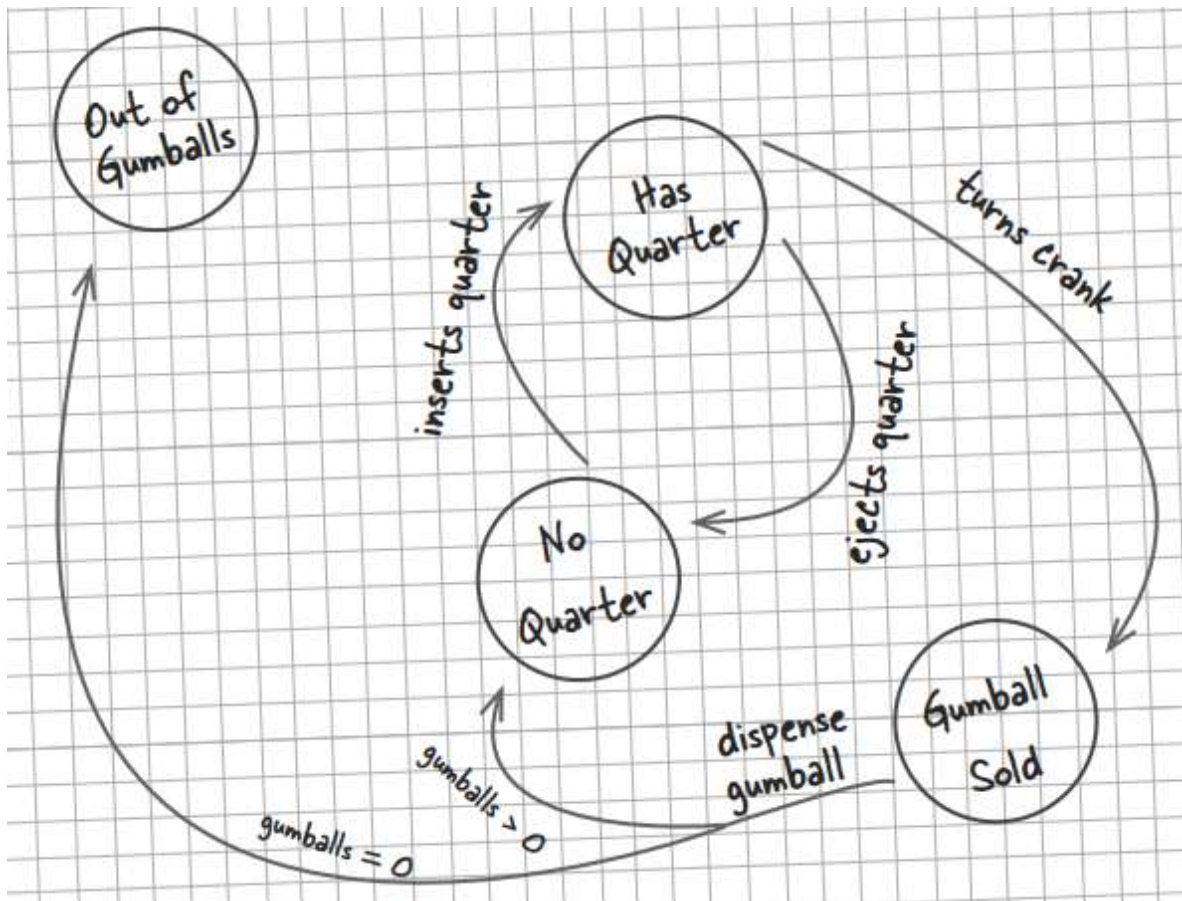 Out of
Gumballs
Has
Quarter
inserts quarter
turns crank
ejects quarter
No
Quarter
Gumball
Sold
dispense
gumball
gumballs > 0
gumballs = 0